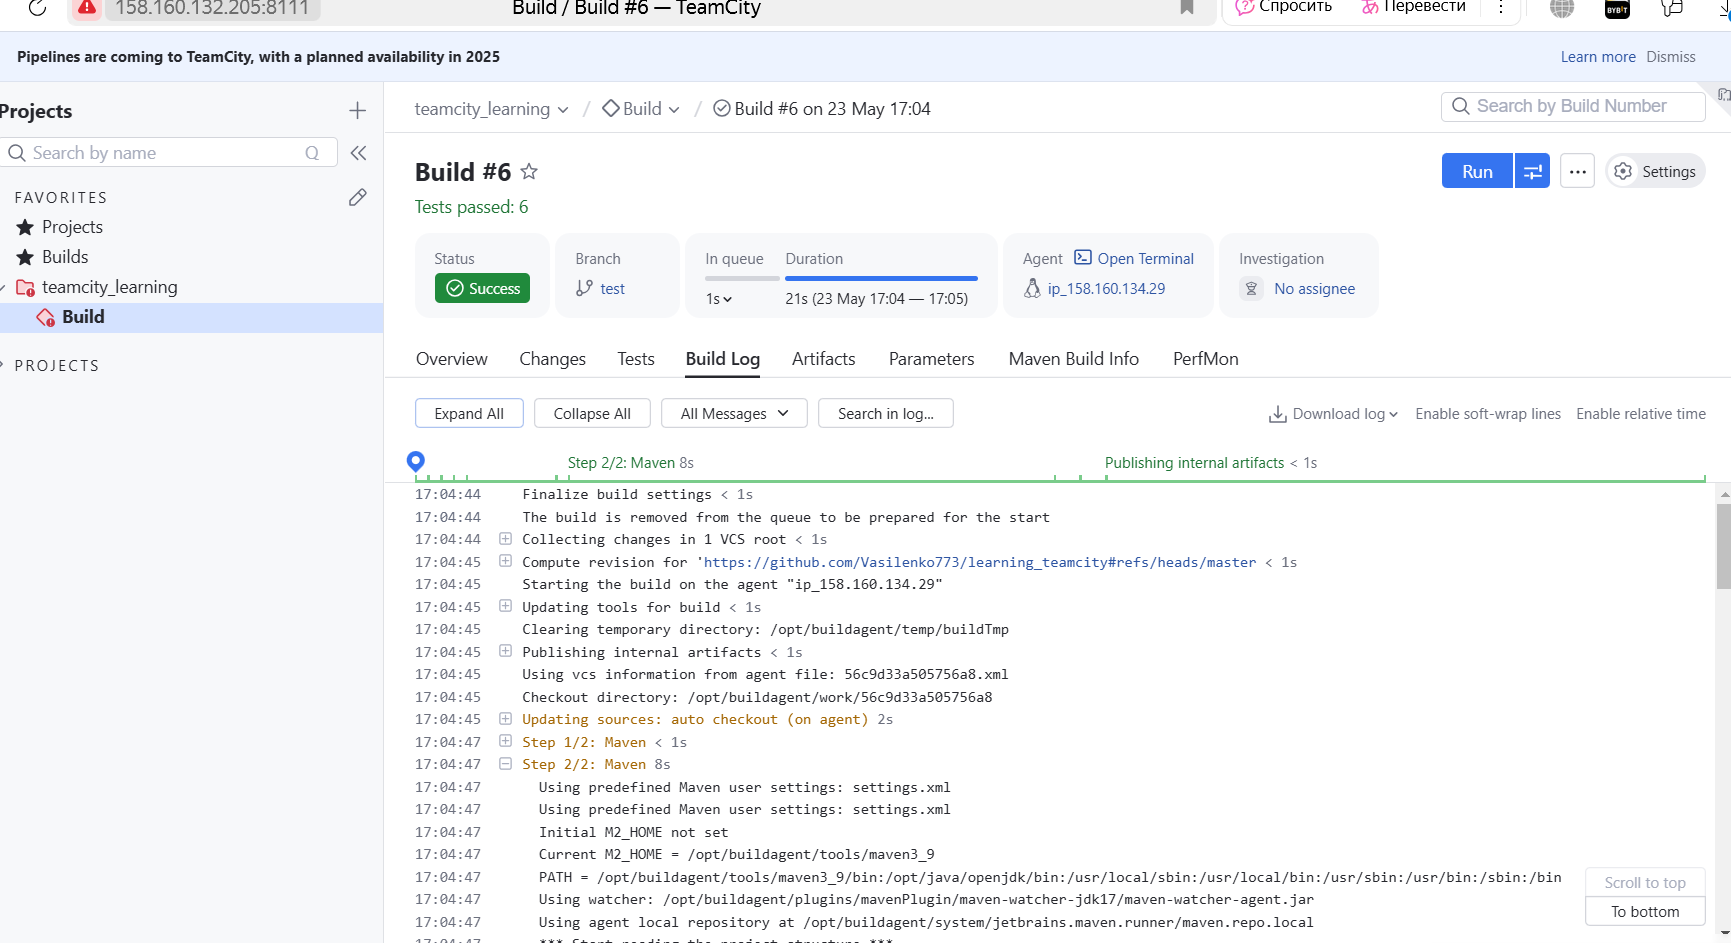 158.160.132.205:8111
Build / Build #6 — TeamCity
Спросить
Перевести
BYBIT
Pipelines are coming to TeamCity, with a planned availability in 2025
Learn more
Dismiss
Projects
Search by name
Q
FAVORITES
Projects
Builds
teamcity_learning
Build
PROJECTS
teamcity_learning / Build / Build #6 on 23 May 17:04
Search by Build Number
Build #6
Run
Settings
Tests passed: 6
Status
Success
Branch
test
In queue
1s
Duration
21s (23 May 17:04 — 17:05)
Agent
Open Terminal
ip_158.160.134.29
Investigation
No assignee
Overview
Changes
Tests
Build Log
Artifacts
Parameters
Maven Build Info
PerfMon
Expand All
Collapse All
All Messages
Search in log...
Download log
Enable soft-wrap lines
Enable relative time
Step 2/2: Maven 8s
Publishing internal artifacts < 1s
17:04:44 Finalize build settings < 1s
17:04:44 The build is removed from the queue to be prepared for the start
17:04:44 Collecting changes in 1 VCS root < 1s
17:04:45 Compute revision for 'https://github.com/Vasilenko773/learning_teamcity#refs/heads/master < 1s
17:04:45 Starting the build on the agent "ip_158.160.134.29"
17:04:45 Updating tools for build < 1s
17:04:45 Clearing temporary directory: /opt/buildagent/temp/buildTmp
17:04:45 Publishing internal artifacts < 1s
17:04:45 Using vcs information from agent file: 56c9d33a505756a8.xml
17:04:45 Checkout directory: /opt/buildagent/work/56c9d33a505756a8
17:04:45 Updating sources: auto checkout (on agent) 2s
17:04:47 Step 1/2: Maven < 1s
17:04:47 Step 2/2: Maven 8s
17:04:47 Using predefined Maven user settings: settings.xml
17:04:47 Using predefined Maven user settings: settings.xml
17:04:47 Initial M2_HOME not set
17:04:47 Current M2_HOME = /opt/buildagent/tools/maven3_9
17:04:47 PATH = /opt/buildagent/tools/maven3_9/bin:/opt/java/openjdk/bin:/usr/local/sbin:/usr/local/bin:/usr/sbin:/usr/bin:/sbin:/bin
17:04:47 Using watcher: /opt/buildagent/plugins/mavenPlugin/maven-watcher-jdk17/maven-watcher-agent.jar
17:04:47 Using agent local repository at /opt/buildagent/system/jetbrains.maven.runner/maven.repo.local
17:04:47 *** Start reading the project structure ***
Scroll to top
To bottom